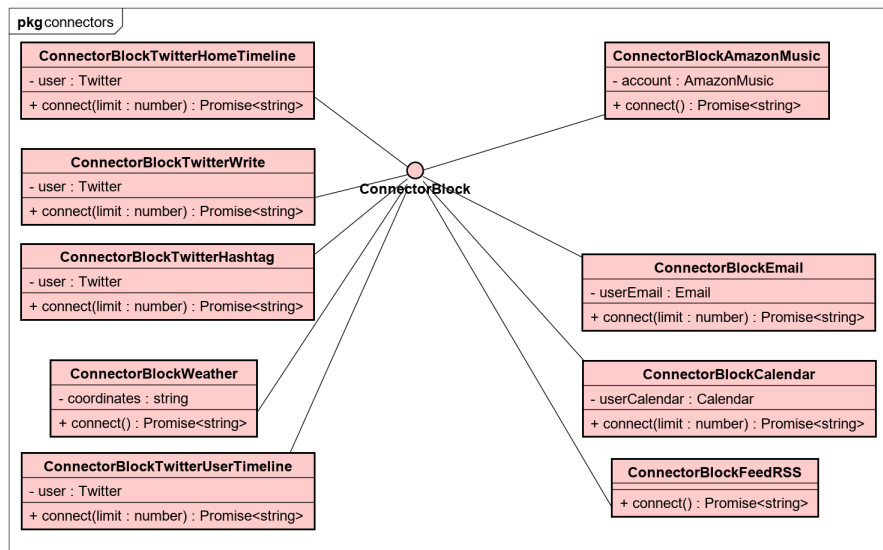 pkg connectors
ConnectorBlockTwitterHomeTimeline
- user : Twitter
+ connect(limit : number) : Promise<string>
ConnectorBlockAmazonMusic
- account : AmazonMusic
+ connect() : Promise<string>
ConnectorBlockTwitterWrite
- user : Twitter
+ connect(limit : number) : Promise<string>
ConnectorBlock
ConnectorBlockTwitterHashtag
- user : Twitter
+ connect(limit : number) : Promise<string>
ConnectorBlockEmail
- userEmail : Email
+ connect(limit : number) : Promise<string>
ConnectorBlockWeather
- coordinates : string
+ connect() : Promise<string>
ConnectorBlockCalendar
- userCalendar : Calendar
+ connect(limit : number) : Promise<string>
ConnectorBlockTwitterUserTimeline
- user : Twitter
+ connect(limit : number) : Promise<string>
ConnectorBlockFeedRSS
+ connect() : Promise<string>